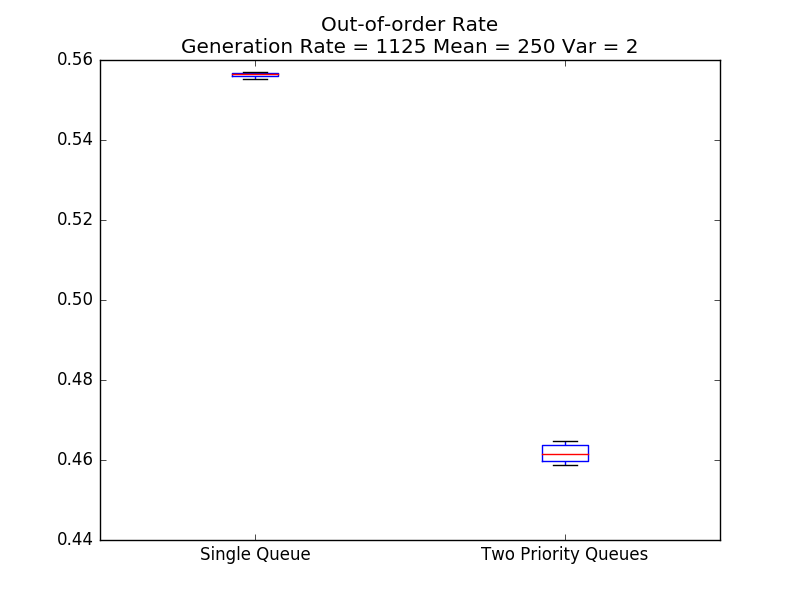 Out-of-order Rate
Generation Rate = 1125 Mean = 250 Var = 2
0.56
0.54
0.52
0.50
0.48
0.46
0.44
Single Queue
Two Priority Queues